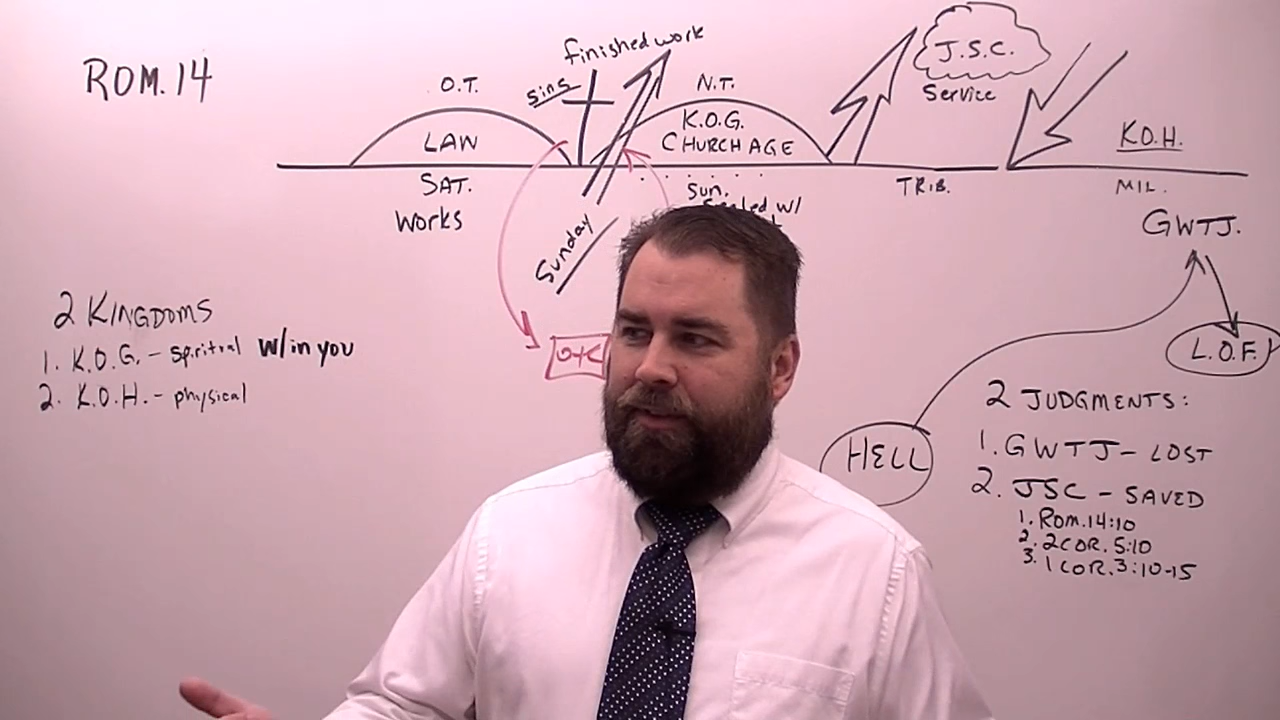 ROM.14
O.T.
LAW
SAT.
WORKS
sins
finished work
Sunday
N.T.
K.O.G.
CHURCH AGE
Sun.
w/
J.S.C.
Service
TRIB.
K.O.H.
MIL.
GWTJ.
L.O.F.
HELL
2 KINGDOMS
1. K.O.G. - spiritral w/in you
2. K.O.H. - physical
2 JUDGMENTS:
1. GWTJ - LOST
2. JSC - SAVED
1. ROM.14:10
2. 2 COR. 5:10
3. 1 COR. 3:10-15